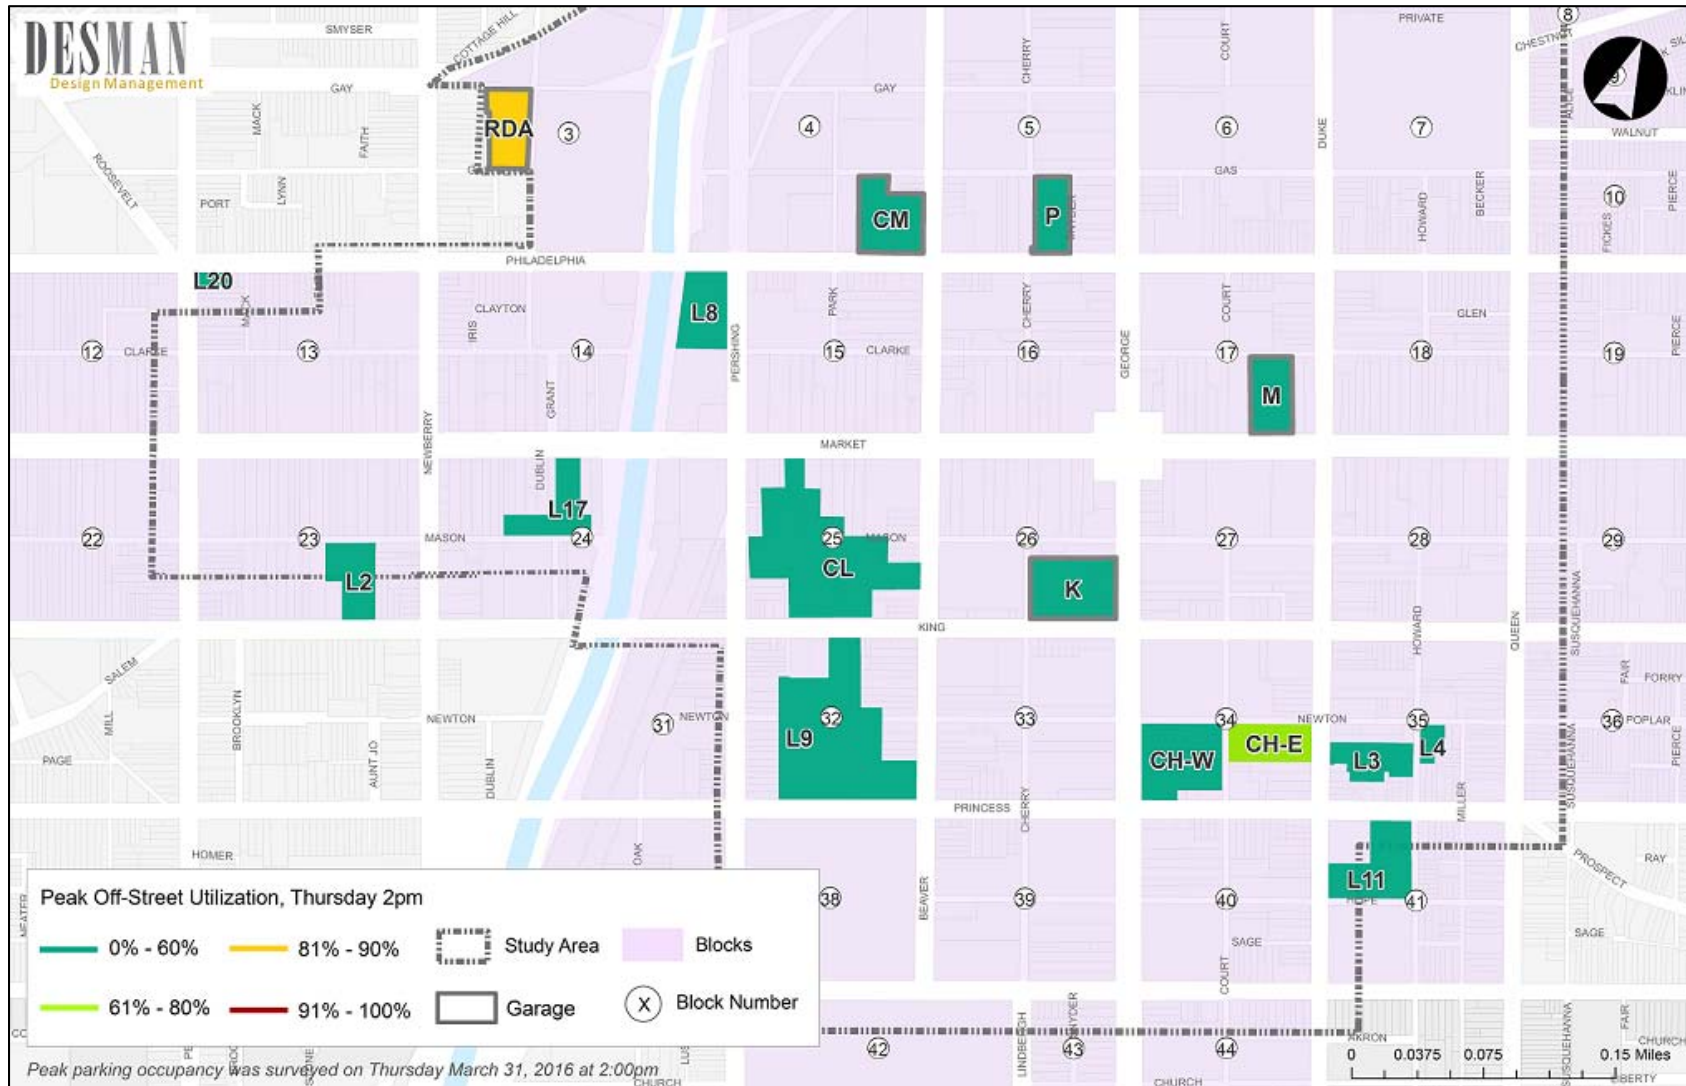 DESMAN
Design Management
SMYSER
COTTAGE HILL
CHERRY
COURT
PRIVATE
8
CHESTNUT
9
GAY
GAY
MACK
FAITH
RDA
3
4
5
6
DUKE
7
ALICE
WALNUT
ROOSEVELT
PORT
LYNN
CM
P
GAS
HOWARD
BECKER
10
FICKES
PIERCE
PHILADELPHIA
L20
MACK
CLAYTON
IRIS
L8
PARK
CHERRY
COURT
GLEN
12
CLARKE
13
14
PERSHING
15
CLARKE
16
GEORGE
17
18
19
PIERCE
GRANT
M
NEWBERRY
MARKET
DUBLIN
L17
22
23
MASON
24
25
MASON
26
27
28
29
L2
CL
K
SUSQUEHANNA
KING
HOWARD
QUEEN
SALEM
MILL
BROOKLYN
NEWTON
31
NEWTON
32
33
34
NEWTON
35
FAIR
FORRY
36
POPLAR
PAGE
AUNT JO
DUBLIN
L9
CH-W
CH-E
L3
L4
SUSQUEHANNA
PIERCE
PRINCESS
CHERRY
MILLER
HOMER
OAK
PROSPECT
RAY
L11
38
BEAVER
39
40
HOPE
41
SAGE
SAGE
COURT
Peak Off-Street Utilization, Thursday 2pm
0% - 60%
81% - 90%
Study Area
Blocks
61% - 80%
91% - 100%
Garage
X
Block Number
LINDBERGH
42
43
44
AKRON
SUSQUEHANNA
FAIR
CHURCH
0
0.0375
0.075
0.15 Miles
Peak parking occupancy was surveyed on Thursday March 31, 2016 at 2:00pm
CHURCH
CHURCH